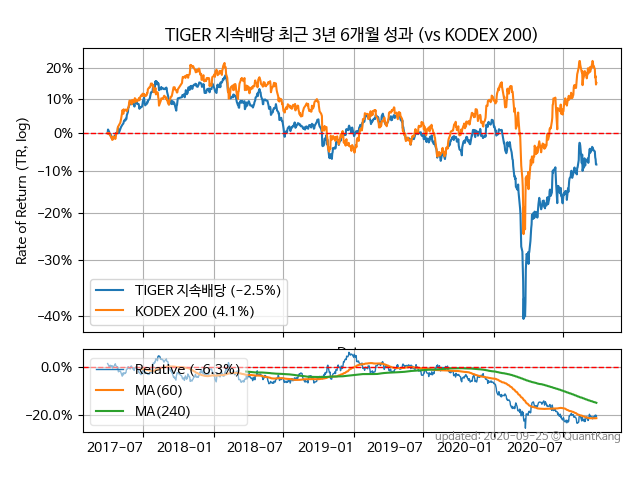 TIGER 지속배당 최근 3년 6개월 성과 (vs KODEX 200)
Rate of Return (TR, log)
20%
10%
0%
−10%
−20%
−30%
−40%
TIGER 지속배당 (−2.5%)
KODEX 200 (4.1%)
0.0%
−20.0%
Relative (−6.3%)
MA(60)
MA(240)
updated: 2020-09-25 © QuantKang
2017-07 2018-01 2018-07 2019-01 2019-07 2020-01 2020-07